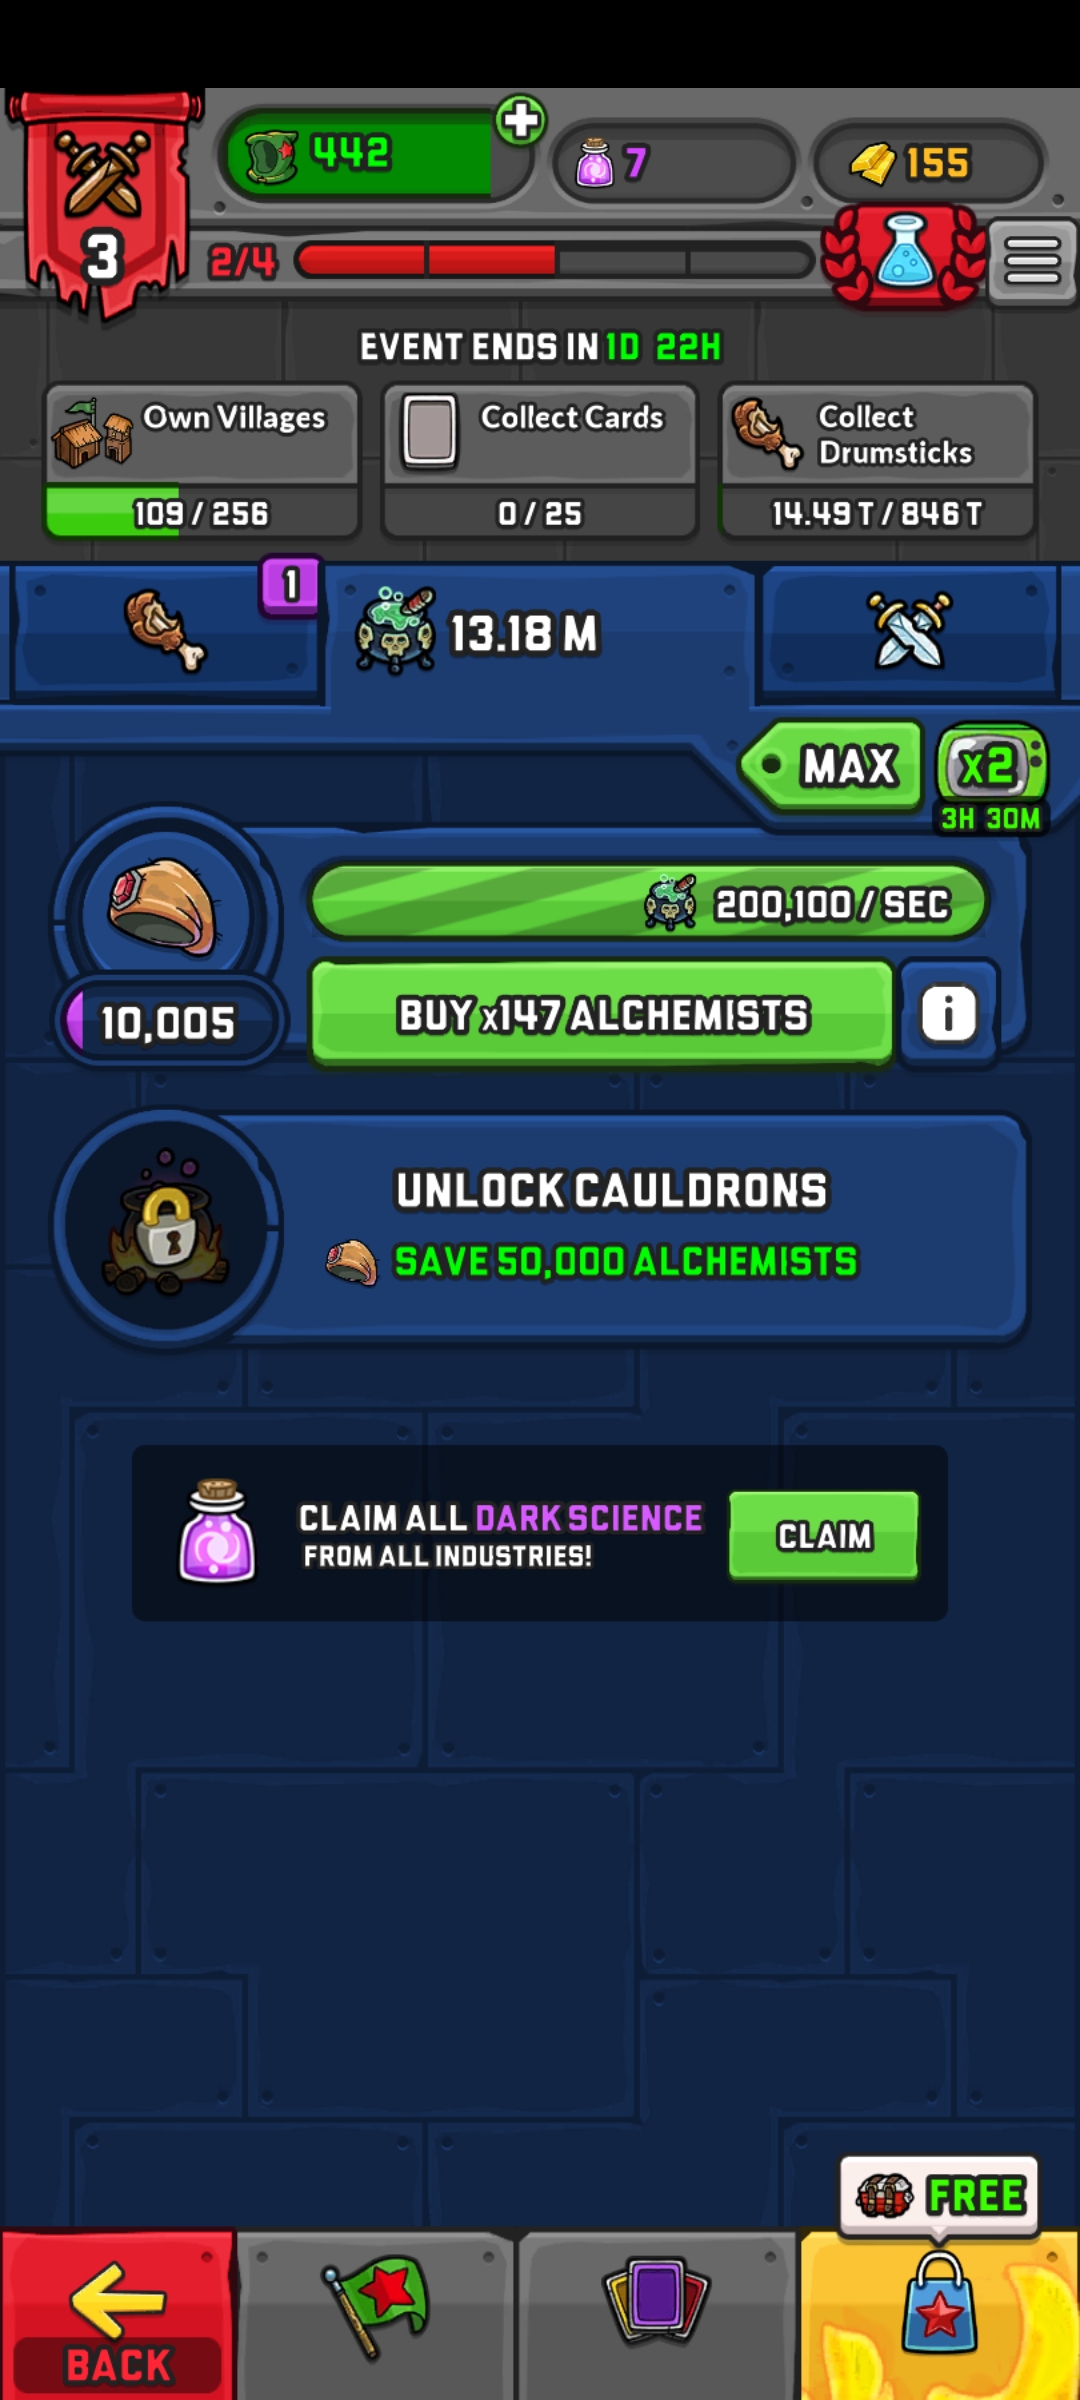 442
7
155
3
2/4
EVENT ENDS IN 1D 22H
Own Villages
109 / 256
Collect Cards
0 / 25
Collect
Drumsticks
14.49 T / 846 T
1
13.18 M
MAX
x2
3H 30M
200,100 / SEC
10,005
BUY x147 ALCHEMISTS
i
UNLOCK CAULDRONS
SAVE 50,000 ALCHEMISTS
CLAIM ALL DARK SCIENCE
FROM ALL INDUSTRIES!
CLAIM
FREE
BACK